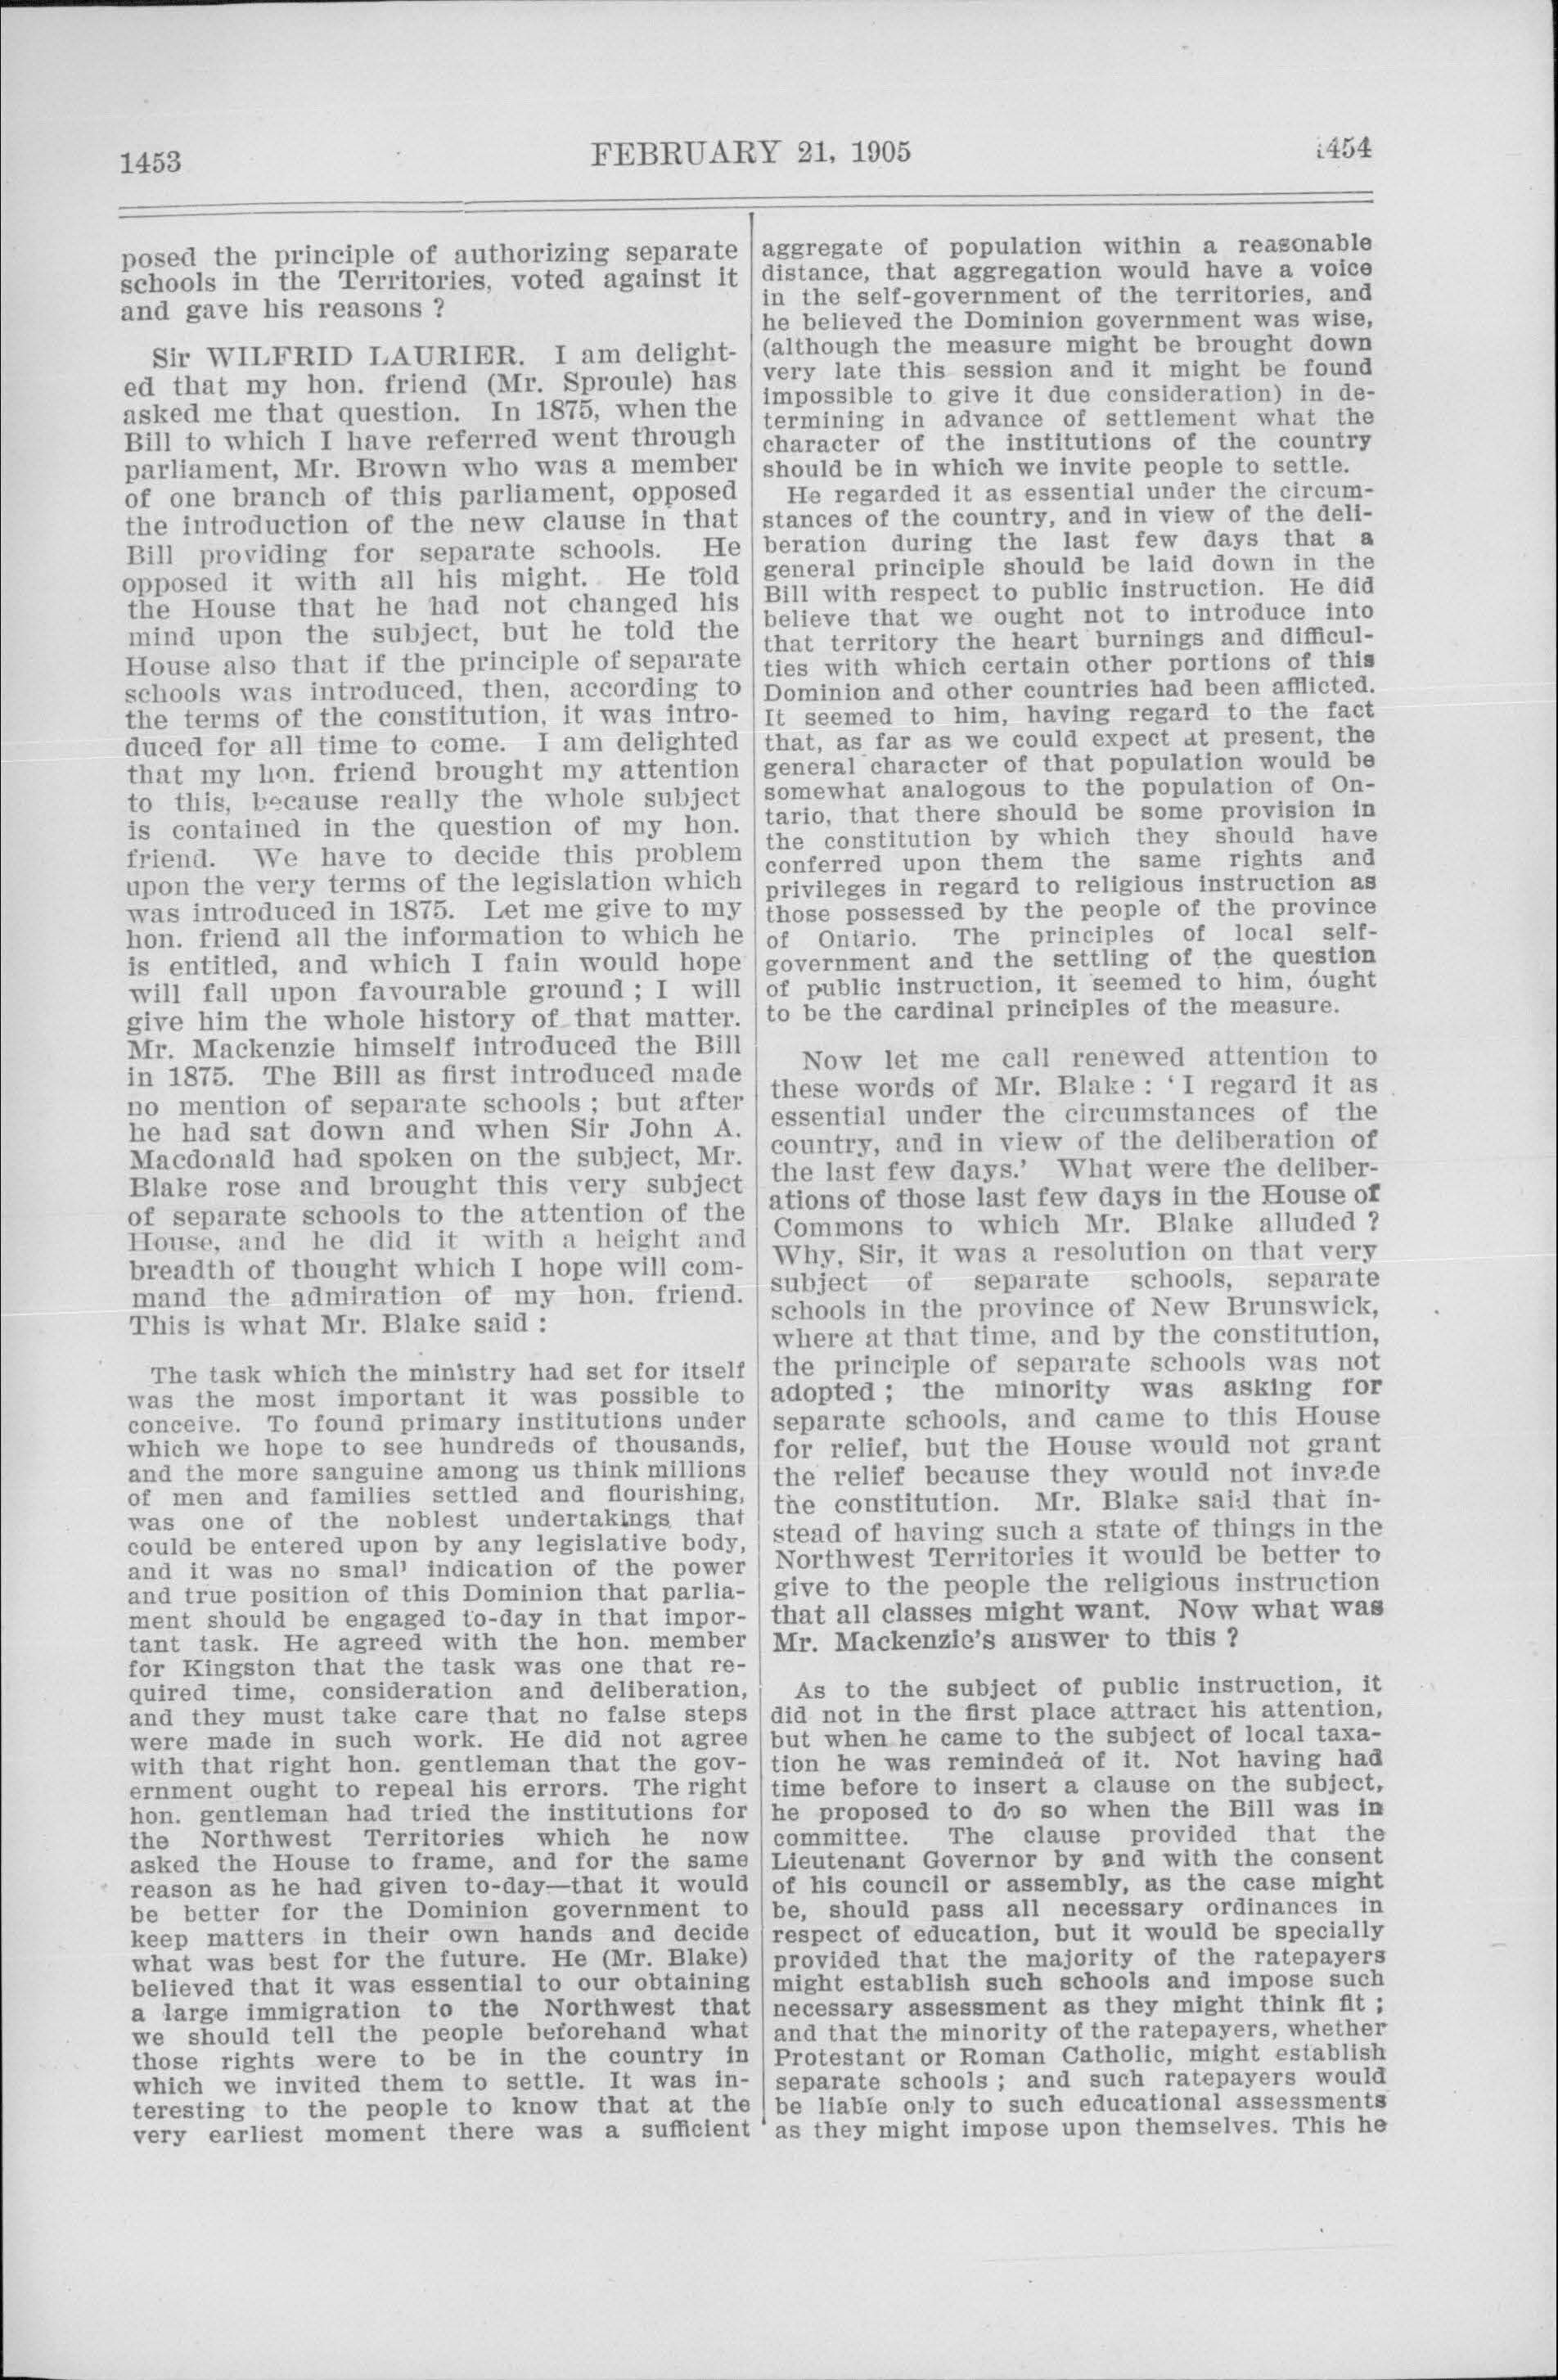 1453
FEBRUARY 21, 1905
1454
posed the principle of authorizing separate
schools in the Territories, voted against it
and gave his reasons ?
Sir WILFRID LAURIER. I am delight-
ed that my hon. friend (Mr. Sproule) has
asked me that question. In 1875, when the
Bill to which I have referred went through
parliament, Mr. Brown who was a member
of one branch of this parliament, opposed
the introduction of the new clause in that
Bill providing for separate schools. He
opposed it with all his might. He told
the House that he had not changed his
mind upon the subject, but he told the
House also that if the principle of separate
schools was introduced, then, according to
the terms of the constitution, it was intro-
duced for all time to come. I am delighted
that my hon. friend brought my attention
to this, because really the whole subject
is contained in the question of my hon.
friend. We have to decide this problem
upon the very terms of the legislation which
was introduced in 1875. Let me give to my
hon. friend all the information to which he
is entitled, and which I fain would hope
will fall upon favourable ground ; I will
give him the whole history of that matter.
Mr. Mackenzie himself introduced the Bill
in 1875. The Bill as first introduced made
no mention of separate schools ; but after
he had sat down and when Sir John A.
Macdonald had spoken on the subject, Mr.
Blake rose and brought this very subject
of separate schools to the attention of the
House, and he did it with a height and
breadth of thought which I hope will com-
mand the admiration of my hon. friend.
This is what Mr. Blake said :
The task which the ministry had set for itself
was the most important it was possible to
conceive. To found primary institutions under
which we hope to see hundreds of thousands,
and the more sanguine among us think millions
of men and families settled and flourishing,
was one of the noblest undertakings that
could be entered upon by any legislative body,
and it was no small indication of the power
and true position of this Dominion that parlia-
ment should be engaged to-day in that impor-
tant task. He agreed with the hon. member
for Kingston that the task was one that re-
quired time, consideration and deliberation,
and they must take care that no false steps
were made in such work. He did not agree
with that right hon. gentleman that the gov-
ernment ought to repeal his errors. The right
hon. gentleman had tried the institutions for
the Northwest Territories which he now
asked the House to frame, and for the same
reason as he had given to-day—that it would
be better for the Dominion government to
keep matters in their own hands and decide
what was best for the future. He (Mr. Blake)
believed that it was essential to our obtaining
a large immigration to the Northwest that
we should tell the people beforehand what
those rights were to be in the country in
which we invited them to settle. It was in-
teresting to the people to know that at the
very earliest moment there was a sufficient
aggregate of population within a reasonable
distance, that aggregation would have a voice
in the self-government of the territories, and
he believed the Dominion government was wise,
(although the measure might be brought down
very late this session and it might be found
impossible to give it due consideration) in de-
termining in advance of settlement what the
character of the institutions of the country
should be in which we invite people to settle.
He regarded it as essential under the circum-
stances of the country, and in view of the deli-
beration during the last few days that a
general principle should be laid down in the
Bill with respect to public instruction. He did
believe that we ought not to introduce into
that territory the heart burnings and difficul-
ties with which certain other portions of this
Dominion and other countries had been afflicted.
It seemed to him, having regard to the fact
that, as far as we could expect at present, the
general character of that population would be
somewhat analogous to the population of On-
tario, that there should be some provision in
the constitution by which they should have
conferred upon them the same rights and
privileges in regard to religious instruction as
those possessed by the people of the province
of Ontario. The principles of local self-
government and the settling of the question
of public instruction, it seemed to him, ought
to be the cardinal principles of the measure.
Now let me call renewed attention to
these words of Mr. Blake : ‘ I regard it as
essential under the circumstances of the
country, and in view of the deliberation of
the last few days.’ What were the deliber-
ations of those last few days in the House of
Commons to which Mr. Blake alluded ?
Why, Sir, it was a resolution on that very
subject of separate schools, separate
schools in the province of New Brunswick,
where at that time, and by the constitution,
the principle of separate schools was not
adopted ; the minority was asking for
separate schools, and came to this House
for relief, but the House would not grant
the relief because they would not invade
the constitution. Mr. Blake said that in-
stead of having such a state of things in the
Northwest Territories it would be better to
give to the people the religious instruction
that all classes might want. Now what was
Mr. Mackenzie's answer to this ?
As to the subject of public instruction, it
did not in the first place attract his attention,
but when he came to the subject of local taxa-
tion he was reminded of it. Not having had
time before to insert a clause on the subject,
he proposed to do so when the Bill was in
committee. The clause provided that the
Lieutenant Governor by and with the consent
of his council or assembly, as the case might
be, should pass all necessary ordinances in
respect of education, but it would be specially
provided that the majority of the ratepayers
might establish such schools and impose such
necessary assessment as they might think fit ;
and that the minority of the ratepayers, whether
Protestant or Roman Catholic, might establish
separate schools ; and such ratepayers would
be liable only to such educational assessments
as they might impose upon themselves. This he